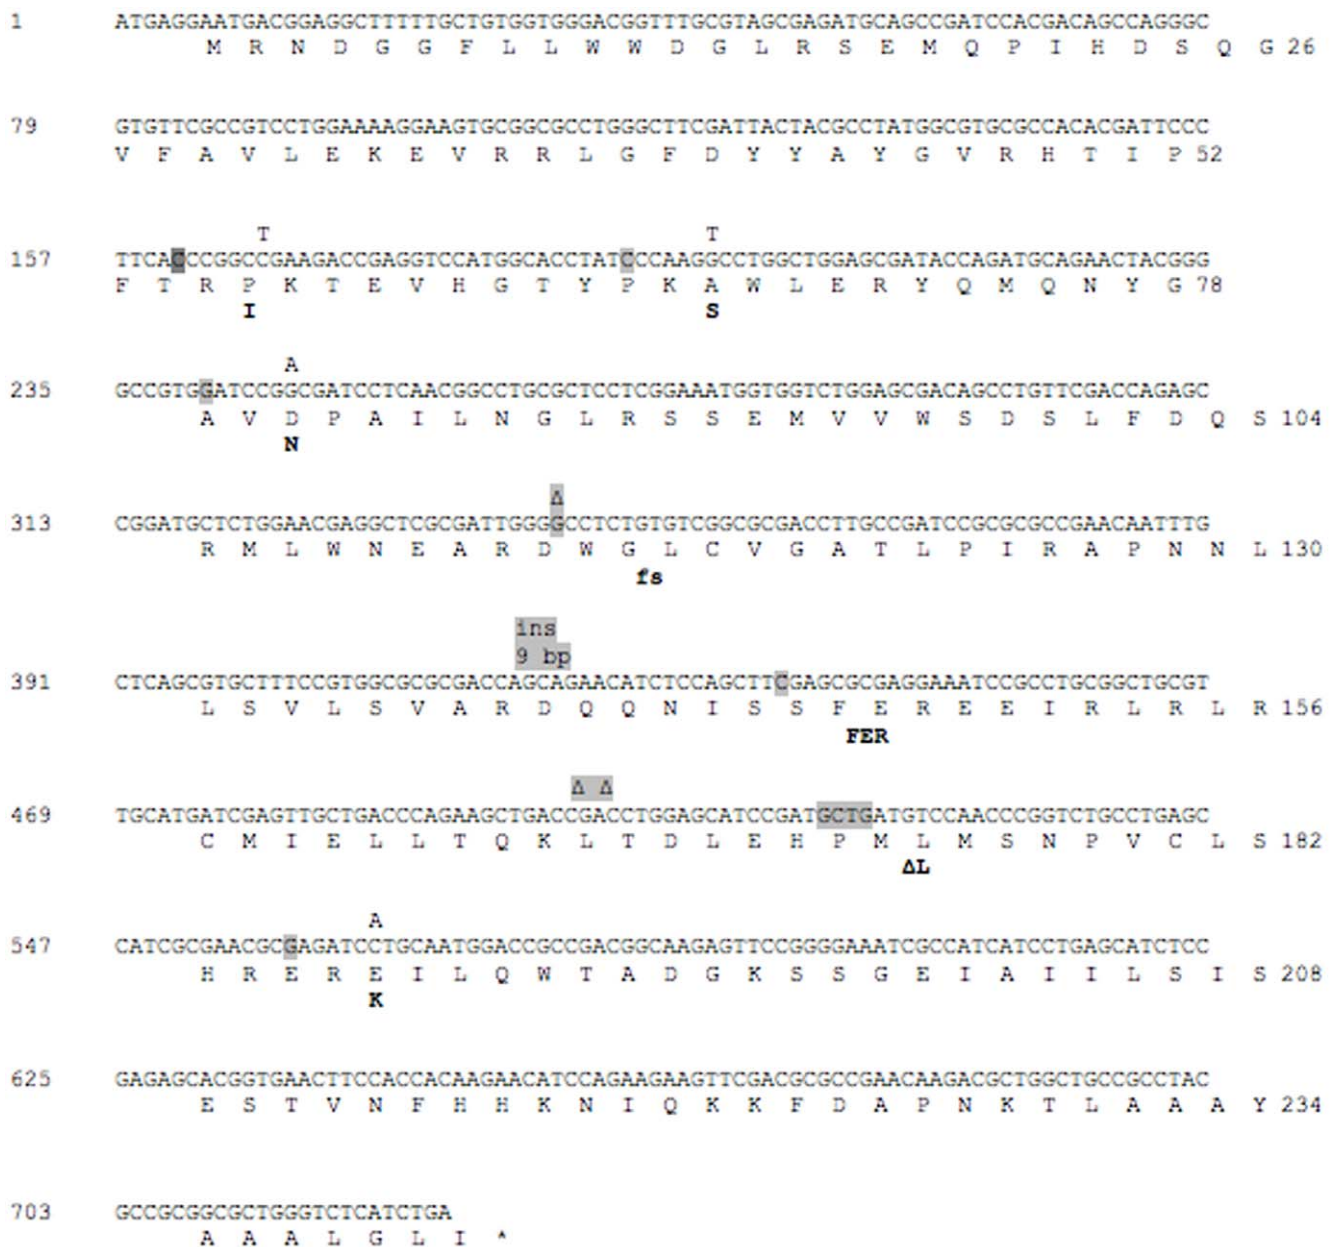 1 ATGAGGAATGACGGAGGCTTTTTGCTGTGGTGGGACGGTTTGCGTAGCGAGATGCAGCCGATCCACGACAGCCAGGGC
M R N D G G F L L W W D G L R S E M Q P I H D S Q G 26
79 GTGTTCGCCGTCCTGGAAAAGGAAGTGCGGCGCCTGGGCTTCGATTACTACGCCTATGGCGTGCGCCACACGATTCCC
V F A V L E K E V R R L G F D Y Y A Y G V R H T I P 52
T T
157 TTCACCCGGCCGAAGACCGAGGTCCATGGCACCTATCCCAAGGCCTGGCTGGAGCGATACCAGATGCAGAACTACGGG
F T R P K T E V H G T Y P K A W L E R Y Q M Q N Y G 78
I S
A
235 GCCGTGGATCCGGCGATCCTCAACGGCCTGCGCTCCTCGGAAATGGTGGTCTGGAGCGACAGCCTGTTCGACCAGAGC
A V D P A I L N G L R S S E M V V W S D S L F D Q S 104
N
Δ
313 CGGATGCTCTGGAACGAGGCTCGCGATTGGGGCCTCTGTGTCGGCGCGACCTTGCCGATCCGCGCGCCGAACAATTTG
R M L W N E A R D W G L C V G A T L P I R A P N N L 130
fs
ins
9 bp
391 CTCAGCGTGCTTTCCGTGGCGCGCGACCAGCAGAACATCTCCAGCTTCGAGCGCGAGGAAATCCGCCTGCGGCTGCGT
L S V L S V A R D Q Q N I S S F E R E E I R L R L R 156
FER
Δ Δ
469 TGCATGATCGAGTTGCTGACCCAGAAGCTGACCGACCTGGAGCATCCGATGCTGATGTCCAACCCGGTCTGCCTGAGC
C M I E L L T Q K L T D L E H P M L M S N P V C L S 182
ΔL
A
547 CATCGCGAACGCGAGATCCTGCAATGGACCGCCGACGGCAAGAGTTCCGGGGAAATCGCCATCATCCTGAGCATCTCC
H R E R E I L Q W T A D G K S S G E I A I I L S I S 208
K
625 GAGAGCACGGTGAACTTCCACCACAAGAACATCCAGAAGAAGTTCGACGCGCCGAACAAGACGCTGGCTGCCGCCTAC
E S T V N F H H K N I Q K K F D A P N K T L A A A Y 234
703 GCCGCGGCGCTGGGTCTCATCTGA
A A A L G L I ^